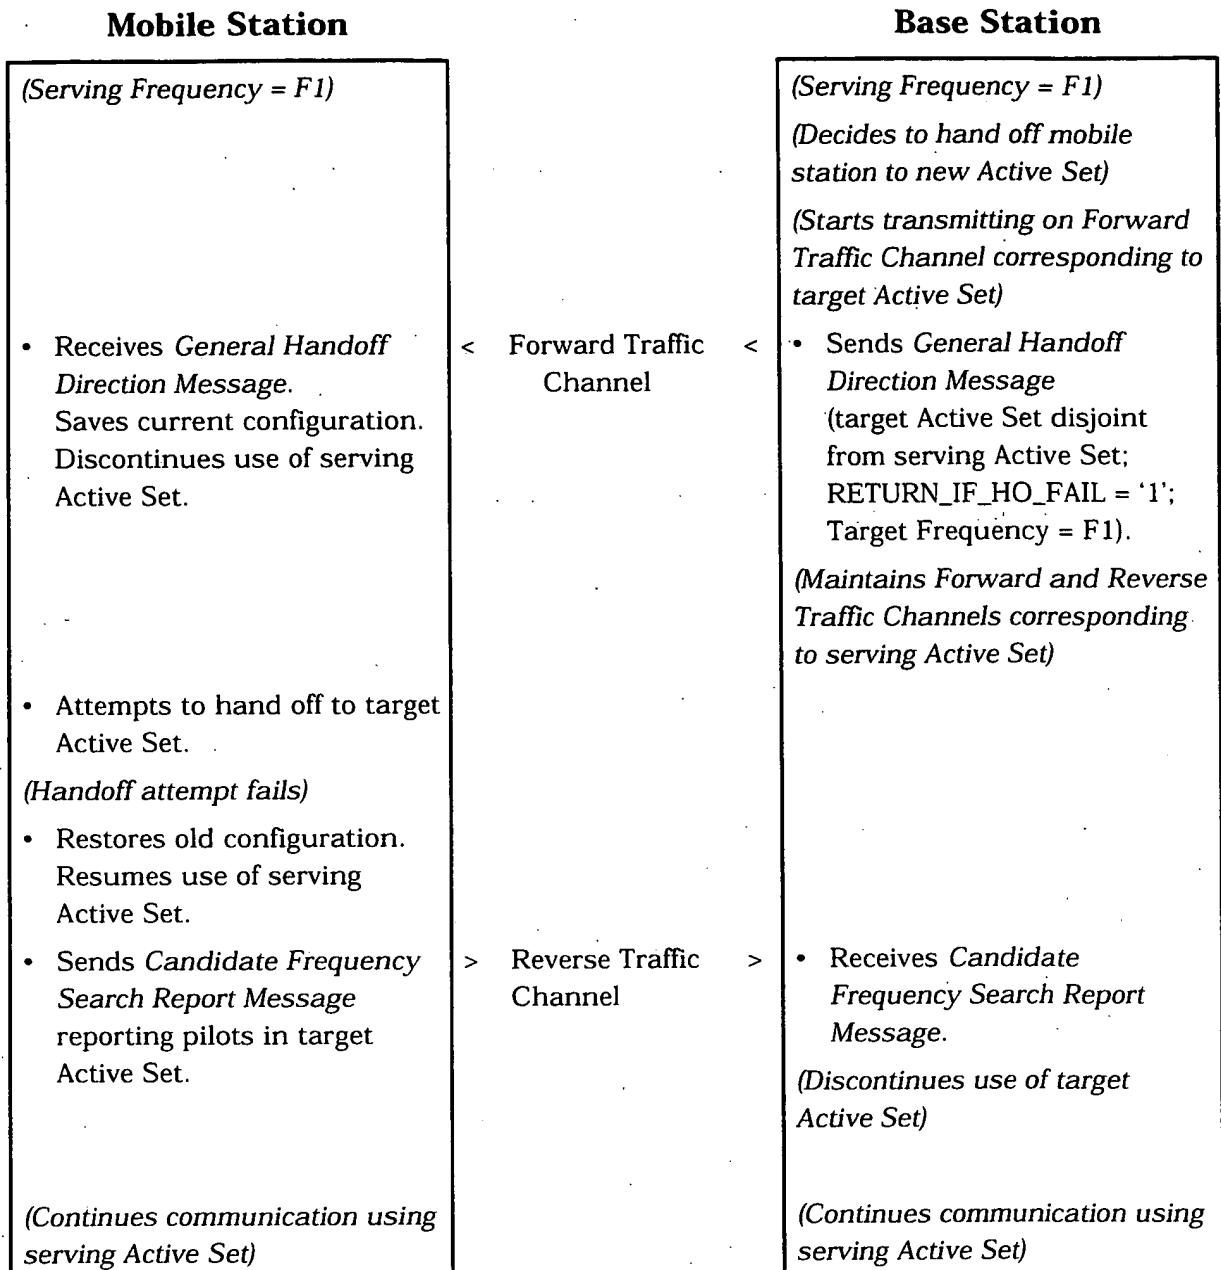 Mobile Station
Base Station
(Serving Frequency = F1)
(Serving Frequency = F1)
(Decides to hand off mobile
station to new Active Set)
(Starts transmitting on Forward
Traffic Channel corresponding to
target Active Set)
• Receives General Handoff
Direction Message.
Saves current configuration.
Discontinues use of serving
Active Set.
< Forward Traffic <
Channel
• Sends General Handoff
Direction Message
(target Active Set disjoint
from serving Active Set;
RETURN_IF_HO_FAIL = ‘1’;
Target Frequency = F1).
(Maintains Forward and Reverse
Traffic Channels corresponding
to serving Active Set)
• Attempts to hand off to target
Active Set.
(Handoff attempt fails)
• Restores old configuration.
Resumes use of serving
Active Set.
• Sends Candidate Frequency
Search Report Message
reporting pilots in target
Active Set.
> Reverse Traffic >
Channel
• Receives Candidate
Frequency Search Report
Message.
(Discontinues use of target
Active Set)
(Continues communication using
serving Active Set)
(Continues communication using
serving Active Set)